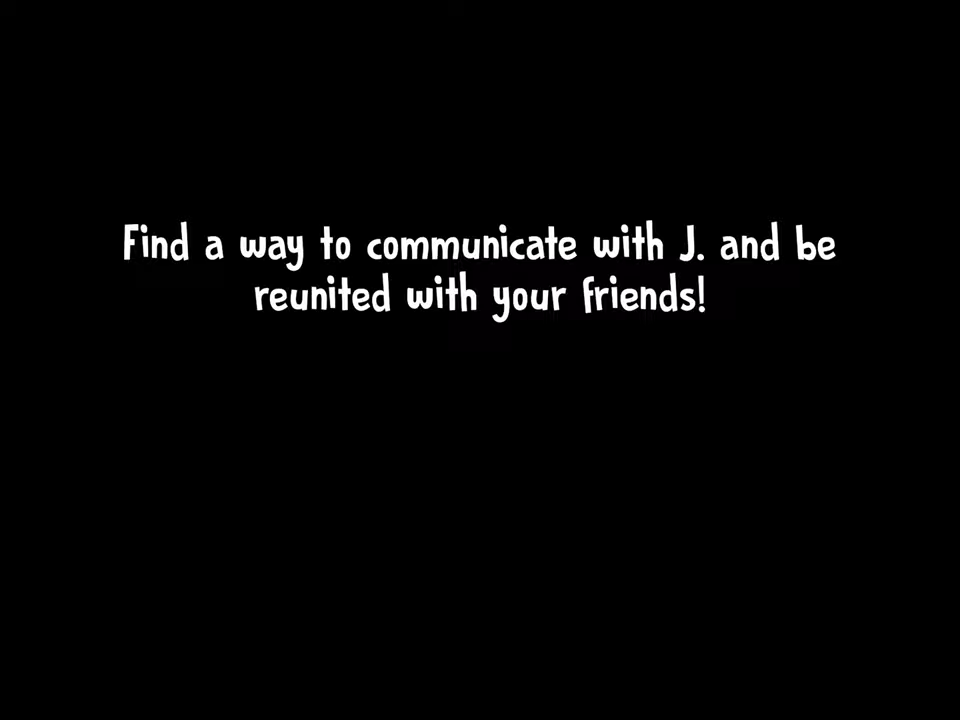 Find a way to communicate with J. and be
reunited with your friends!